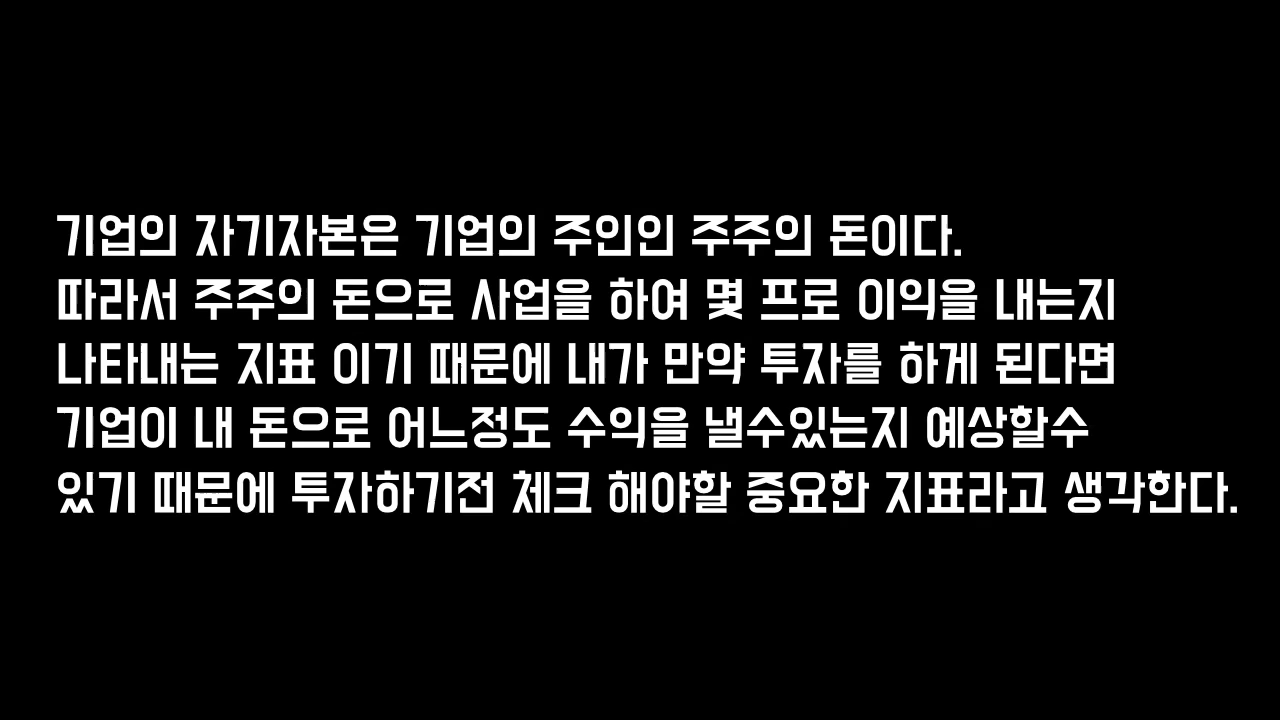 기업의 자기자본은 기업의 주인인 주주의 돈이다.
따라서 주주의 돈으로 사업을 하여 몇 프로 이익을 내는지
나타내는 지표 이기 때문에 내가 만약 투자를 하게 된다면
기업이 내 돈으로 어느정도 수익을 낼수있는지 예상할수
있기 때문에 투자하기전 체크 해야할 중요한 지표라고 생각한다.